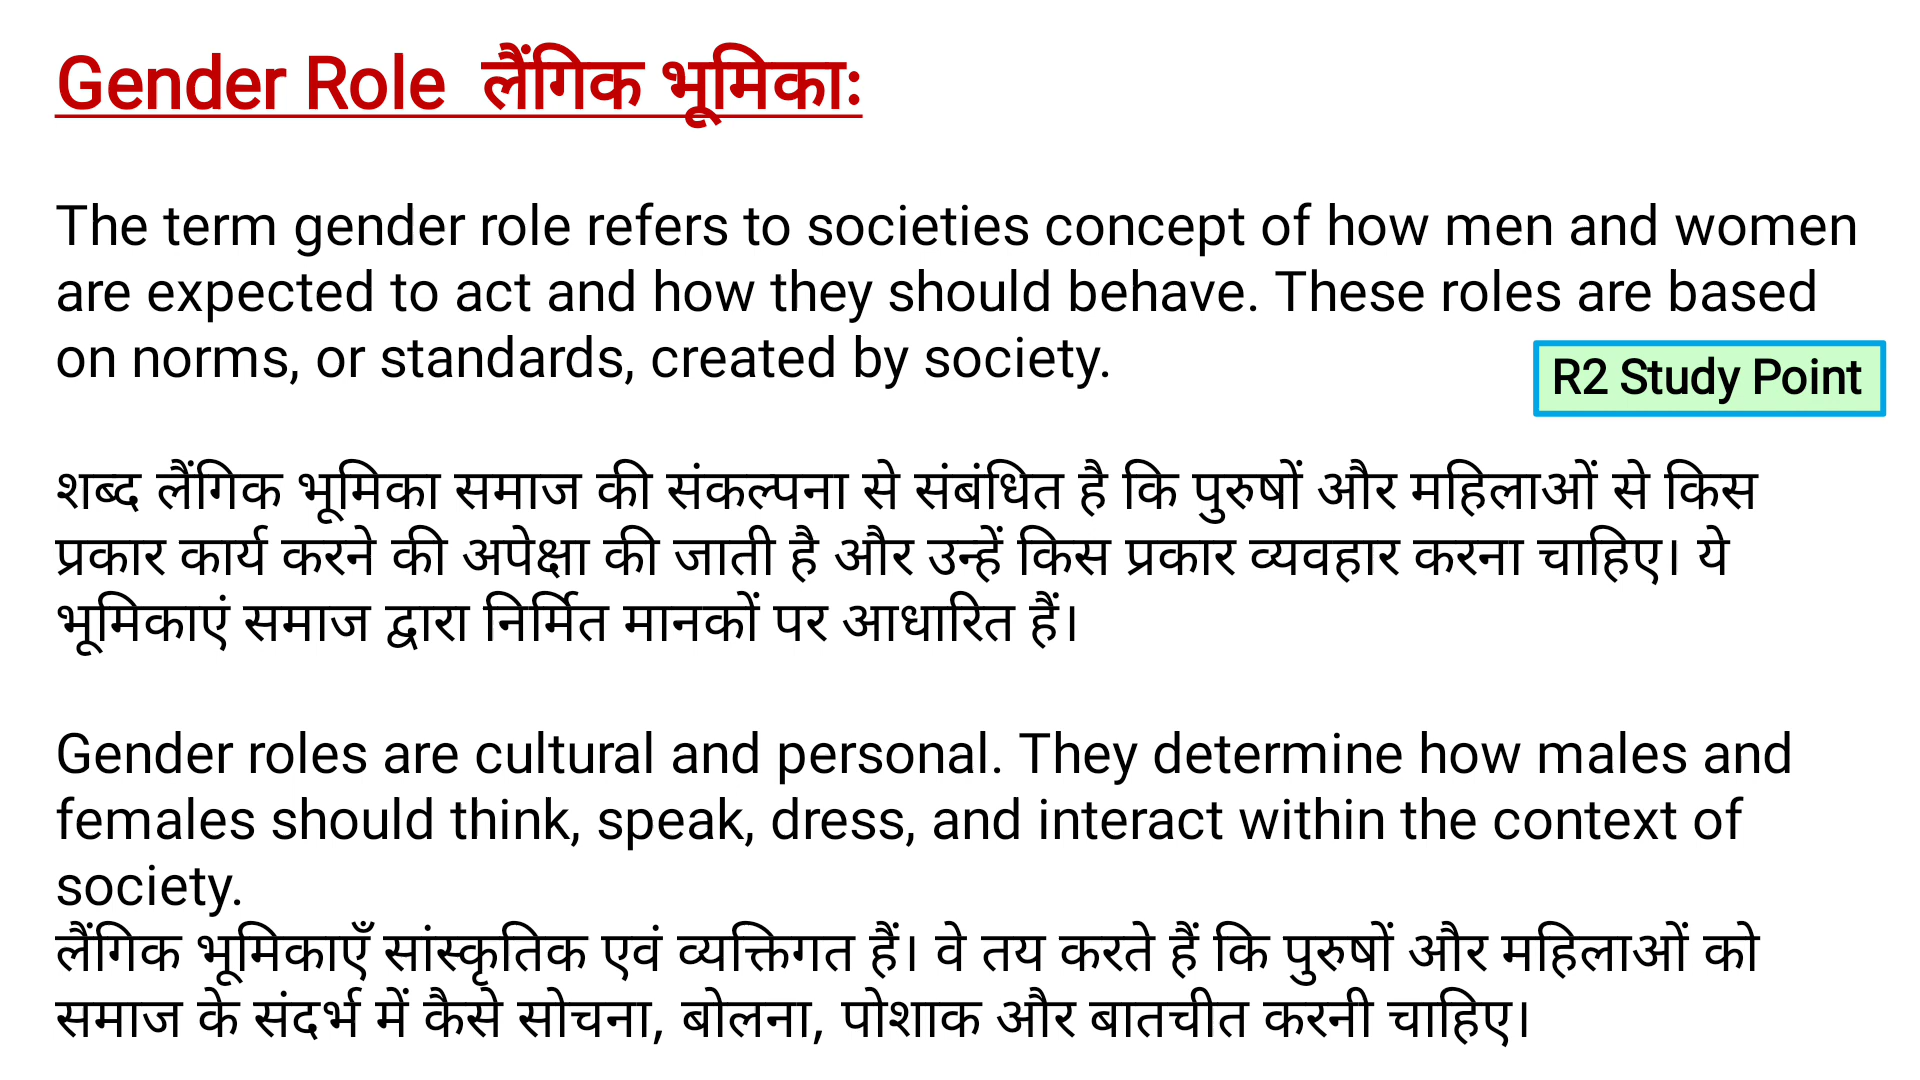 Gender Role लैंगिक भूमिकाः
The term gender role refers to societies concept of how men and women
are expected to act and how they should behave. These roles are based
on norms, or standards, created by society.
R2 Study Point
शब्द लैंगिक भूमिका समाज की संकल्पना से संबंधित है कि पुरुषों और महिलाओं से किस
प्रकार कार्य करने की अपेक्षा की जाती है और उन्हें किस प्रकार व्यवहार करना चाहिए। ये
भूमिकाएं समाज द्वारा निर्मित मानकों पर आधारित हैं।
Gender roles are cultural and personal. They determine how males and
females should think, speak, dress, and interact within the context of
society.
लैंगिक भूमिकाएँ सांस्कृतिक एवं व्यक्तिगत हैं। वे तय करते हैं कि पुरुषों और महिलाओं को
समाज के संदर्भ में कैसे सोचना, बोलना, पोशाक और बातचीत करनी चाहिए।